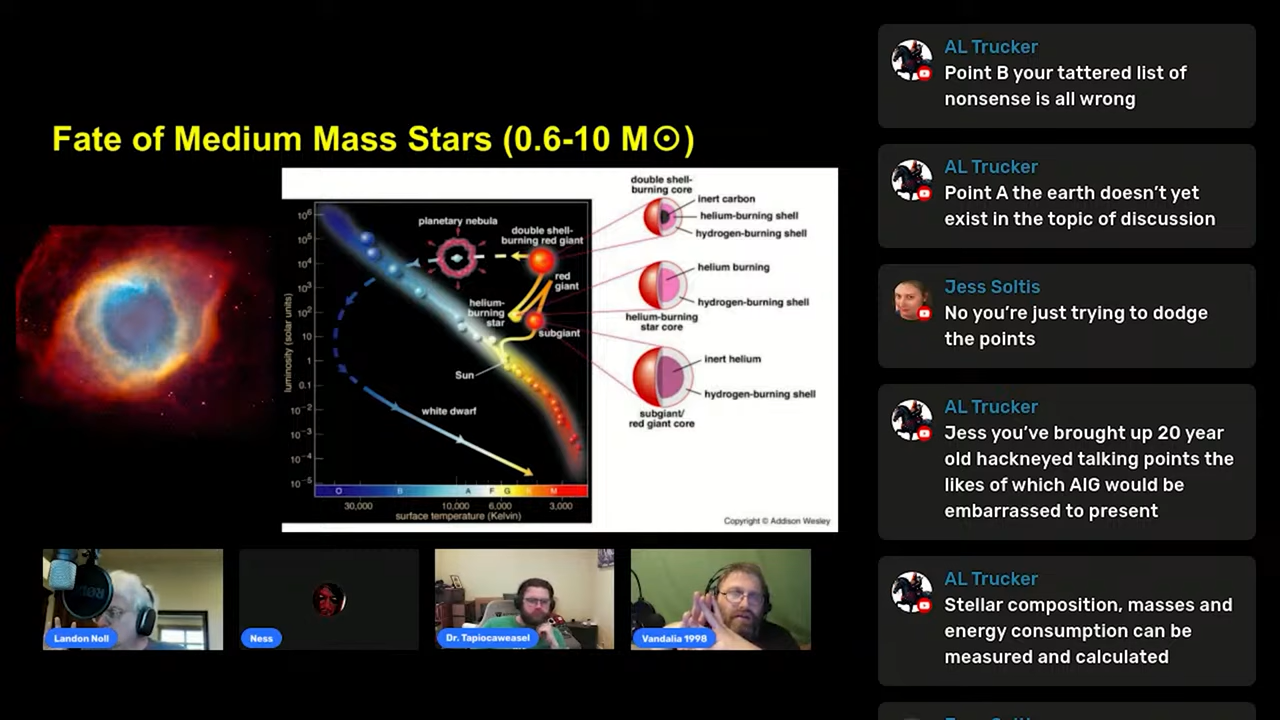 Fate of Medium Mass Stars (0.6-10 M☉)
planetary nebula
double shell-
burning red giant
red
giant
helium-
burning
star
subgiant
Sun
white dwarf
luminosity (solar units)
10⁶
10⁵
10⁴
10³
10²
10
1
0.1
10⁻²
10⁻³
10⁻⁴
10⁻⁵
O B A F G M
30,000 10,000 6,000 3,000
surface temperature (Kelvin)
double shell-
burning core
inert carbon
helium-burning shell
hydrogen-burning shell
helium burning
hydrogen-burning shell
helium-burning
star core
inert helium
hydrogen-burning shell
subgiant/
red giant core
Copyright © Addison Wesley
Landon Noll
Ness
Dr. Tapiocaweasel
Vandalia 1998
AL Trucker
Point B your tattered list of
nonsense is all wrong
AL Trucker
Point A the earth doesn’t yet
exist in the topic of discussion
Jess Soltis
No you’re just trying to dodge
the points
AL Trucker
Jess you’ve brought up 20 year
old hackneyed talking points the
likes of which AIG would be
embarrassed to present
AL Trucker
Stellar composition, masses and
energy consumption can be
measured and calculated